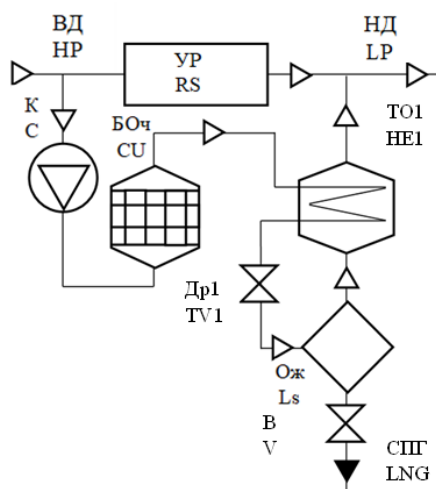 ВД
HP
НД
LP
УР
RS
К
С
БОч
CU
ТО1
HE1
Др1
TV1
Ож
Ls
В
V
СПГ
LNG